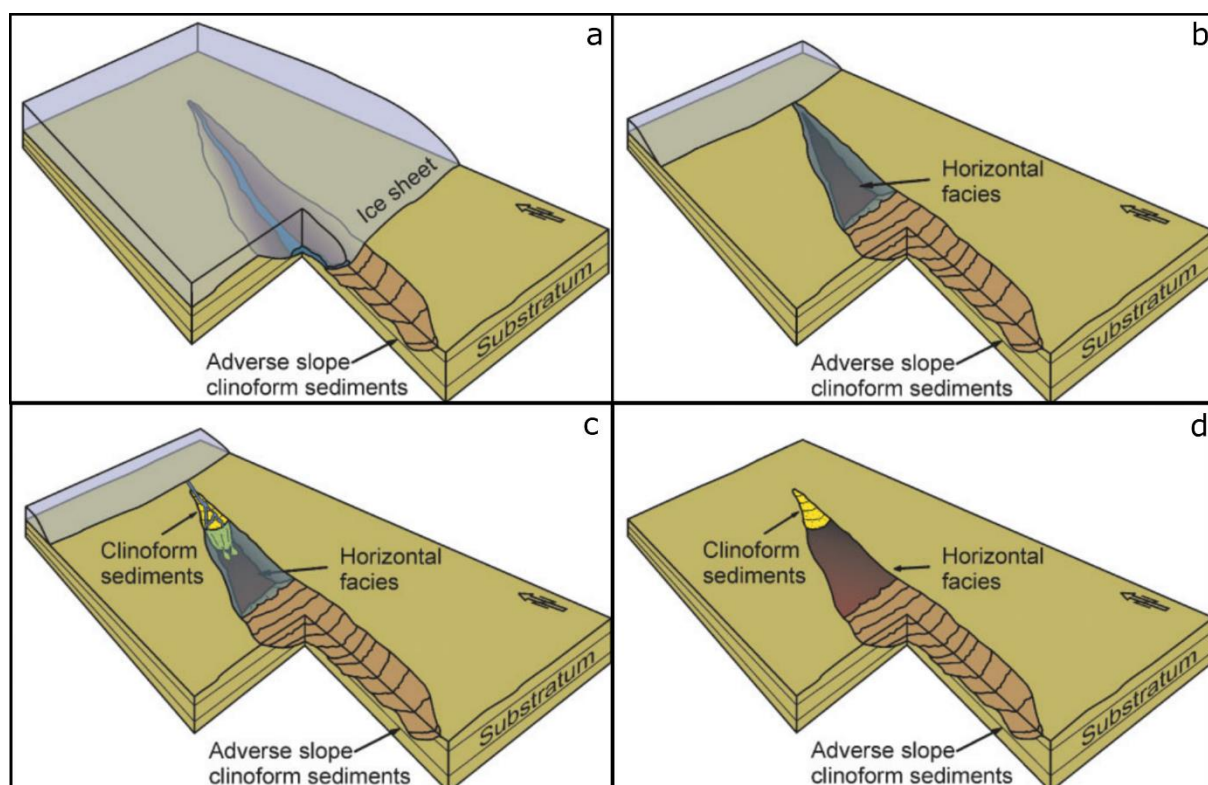 a
Ice sheet
Substratum
Adverse slope
clinoform sediments
b
Horizontal
facies
Substratum
Adverse slope
clinoform sediments
c
Clinoform
sediments
Horizontal
facies
Substratum
Adverse slope
clinoform sediments
d
Clinoform
sediments
Horizontal
facies
Substratum
Adverse slope
clinoform sediments